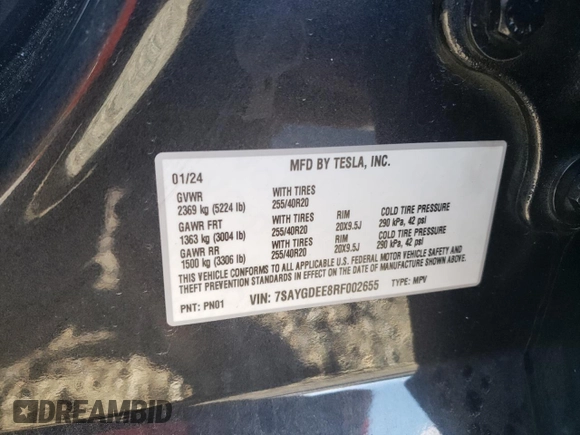 MFD BY TESLA, INC.
01/24
GVWR WITH TIRES
2369 kg (5224 lb) 255/40R20
GAWR FRT WITH TIRES RIM COLD TIRE PRESSURE
1363 kg (3004 lb) 255/40R20 20X9.5J 290 kPa, 42 psi
GAWR RR WITH TIRES RIM COLD TIRE PRESSURE
1500 kg (3306 lb) 255/40R20 20X9.5J 290 kPa, 42 psi
THIS VEHICLE CONFORMS TO ALL APPLICABLE U.S. FEDERAL MOTOR VEHICLE SAFETY AND
THEFT PREVENTION STANDARDS IN EFFECT ON THE DATE OF MANUFACTURE SHOWN ABOVE.
PNT: PN01 VIN: 7SAYGDEE8RF002655 TYPE: MPV
DREAMBID